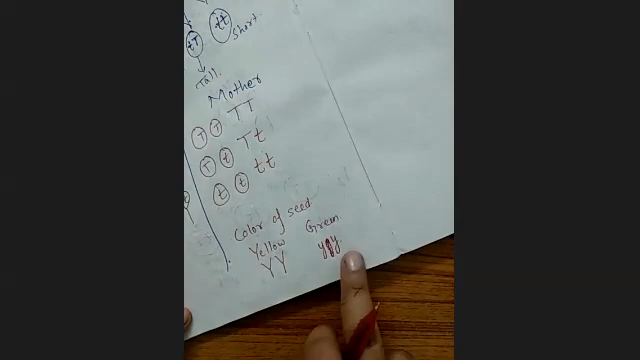 tt
tT
Short
Tall.
Mother
T T TT
T t Tt
t t tt
Color of seed
Yellow Green
YY yy